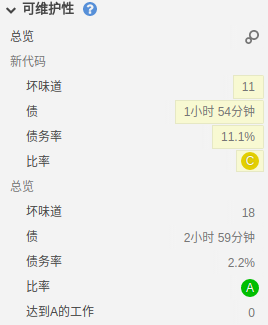 可维护性 ?
总览
新代码
坏味道 11
债 1小时 54分钟
债务率 11.1%
比率 C
总览
坏味道 18
债 2小时 59分钟
债务率 2.2%
比率 A
达到A的工作 0